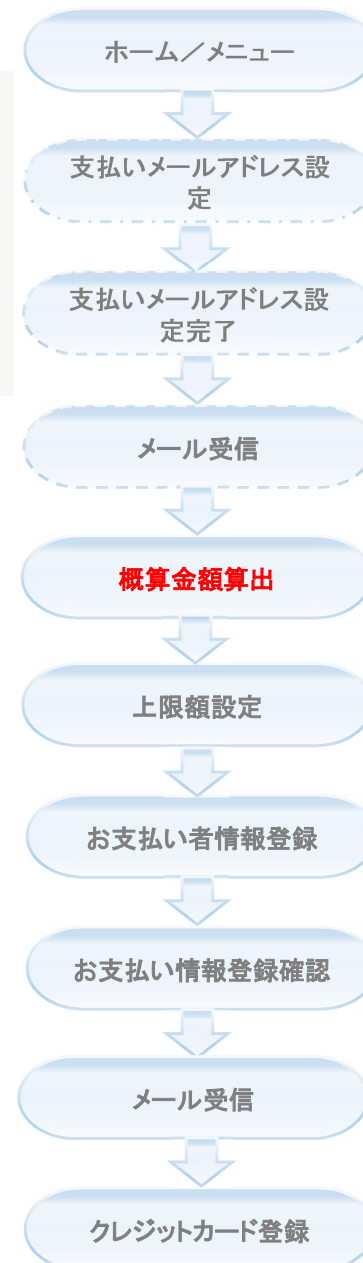 ホーム／メニュー
支払いメールアドレス設
定
支払いメールアドレス設
定完了
メール受信
概算金額算出
上限額設定
お支払い者情報登録
お支払い情報登録確認
メール受信
クレジットカード登録